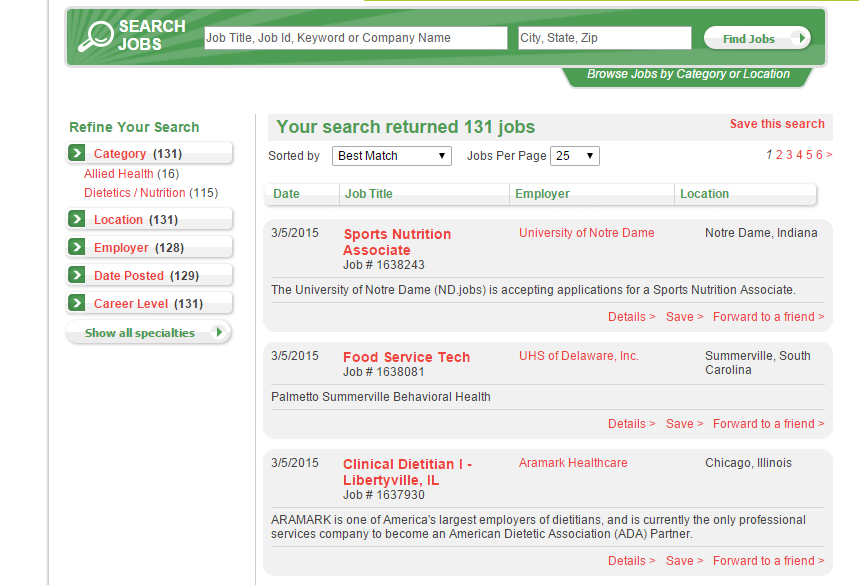 SEARCH
JOBS
Job Title, Job Id, Keyword or Company Name
City, State, Zip
Find Jobs
Browse Jobs by Category or Location
Refine Your Search
Category (131)
Allied Health (16)
Dietetics / Nutrition (115)
Location (131)
Employer (128)
Date Posted (129)
Career Level (131)
Show all specialties
Your search returned 131 jobs
Save this search
Sorted by Best Match Jobs Per Page 25
1 2 3 4 5 6 >
Date Job Title Employer Location
3/5/2015 Sports Nutrition University of Notre Dame Notre Dame, Indiana
Associate
Job # 1638243
The University of Notre Dame (ND.jobs) is accepting applications for a Sports Nutrition Associate.
Details > Save > Forward to a friend >
3/5/2015 Food Service Tech UHS of Delaware, Inc. Summerville, South
Job # 1638081 Carolina
Palmetto Summerville Behavioral Health
Details > Save > Forward to a friend >
3/5/2015 Clinical Dietitian I - Aramark Healthcare Chicago, Illinois
Libertyville, IL
Job # 1637930
ARAMARK is one of America's largest employers of dietitians, and is currently the only professional
services company to become an American Dietetic Association (ADA) Partner.
Details > Save > Forward to a friend >